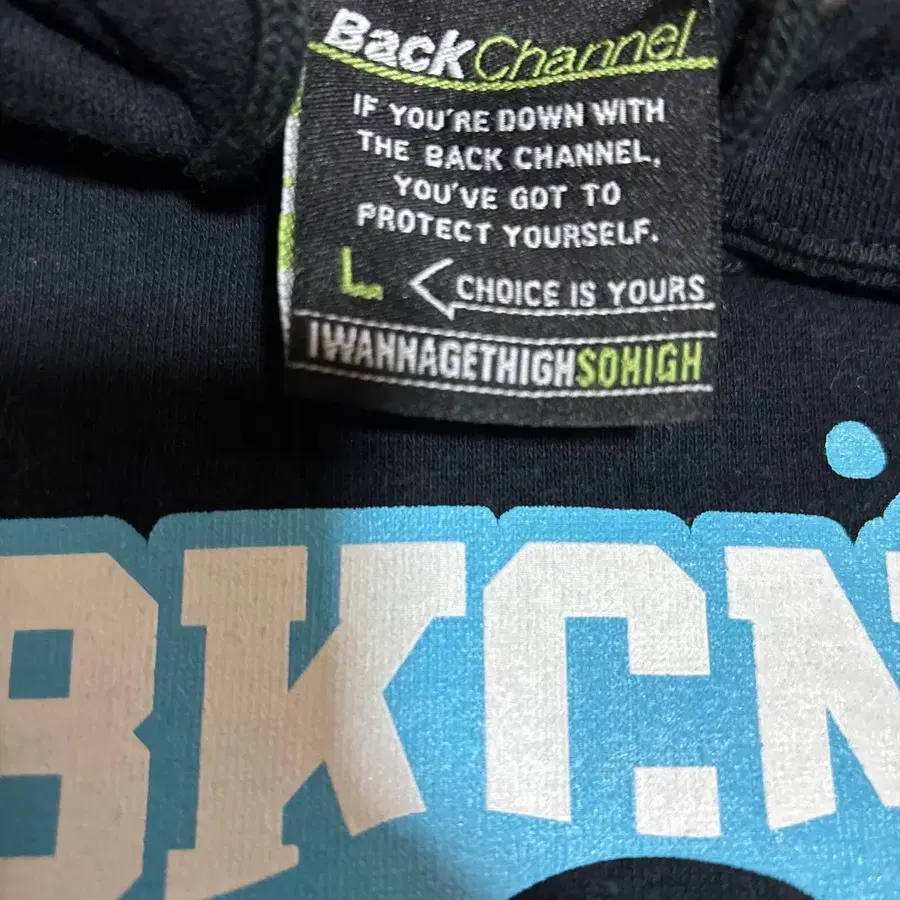 BackChannel
IF YOU'RE DOWN WITH
THE BACK CHANNEL,
YOU'VE GOT TO
PROTECT YOURSELF.
L CHOICE IS YOURS
IWANNAGETHIGHSOHIGH
BKCN